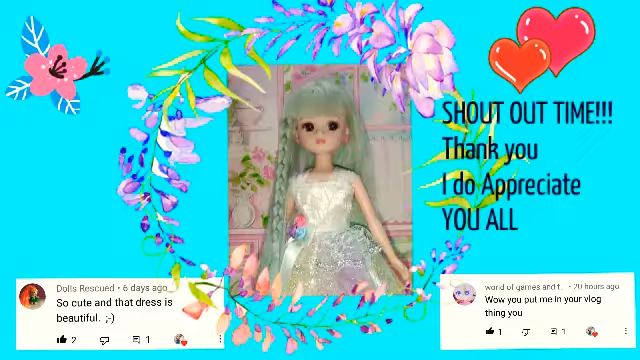 SHOUT OUT TIME!!!
Thank you
I do Appreciate
YOU ALL
Dolls Rescued • 6 days ago
So cute and that dress is
beautiful. ;-)
2
1
world of games and t.. • 20 hours ago
Wow you put me in your vlog
thing you
1
1